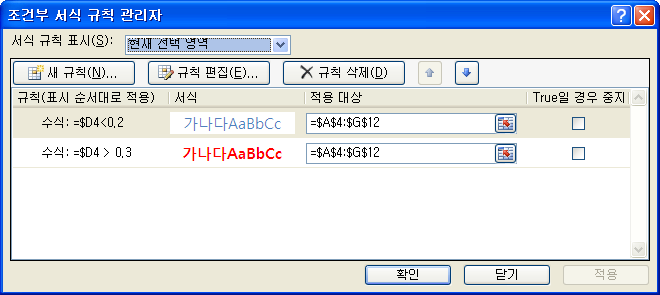 조건부 서식 규칙 관리자
서식 규칙 표시(S): 현재 선택 영역
새 규칙(N)... 규칙 편집(E)... 규칙 삭제(D)
규칙(표시 순서대로 적용) 서식 적용 대상 True일 경우 중지
수식: =$D4<0.2 가나다AaBbCc =$A$4:$G$12
수식: =$D4 > 0.3 가나다AaBbCc =$A$4:$G$12
확인 닫기 적용